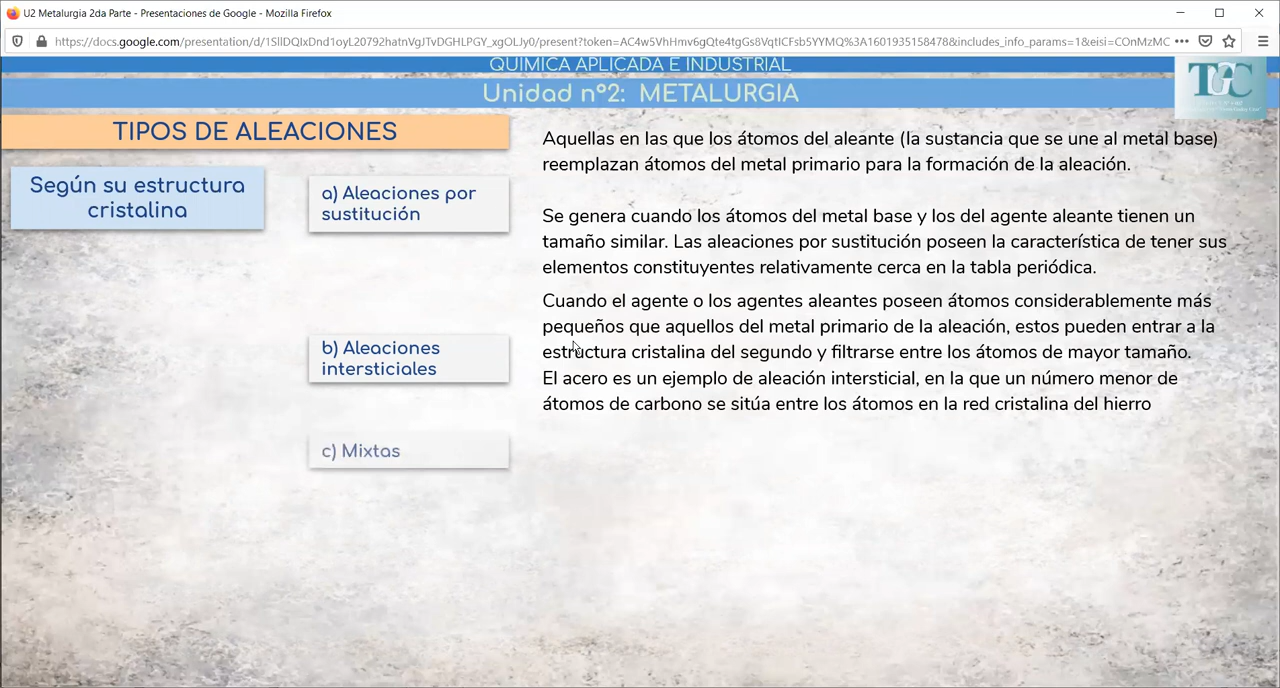 U2 Metalurgia 2da Parte - Presentaciones de Google - Mozilla Firefox
https://docs.google.com/presentation/d/1SllDQIxDnd1oyL20792hatnVgJTvDGHLPGY_xgOLJy0/present?token=AC4w5VhHmv6gQte4tgGs8VqtICFsb5YYMQ%3A1601935158478&includes_info_params=1&eisi=COnMzMC
QUIMICA APLICADA E INDUSTRIAL
Unidad nº2: METALURGIA
TGC
TIPOS DE ALEACIONES
Según su estructura
cristalina
a) Aleaciones por
sustitución
Aquellas en las que los átomos del aleante (la sustancia que se une al metal base)
reemplazan átomos del metal primario para la formación de la aleación.
Se genera cuando los átomos del metal base y los del agente aleante tienen un
tamaño similar. Las aleaciones por sustitución poseen la característica de tener sus
elementos constituyentes relativamente cerca en la tabla periódica.
b) Aleaciones
intersticiales
Cuando el agente o los agentes aleantes poseen átomos considerablemente más
pequeños que aquellos del metal primario de la aleación, estos pueden entrar a la
estructura cristalina del segundo y filtrarse entre los átomos de mayor tamaño.
El acero es un ejemplo de aleación intersticial, en la que un número menor de
átomos de carbono se sitúa entre los átomos en la red cristalina del hierro
c) Mixtas